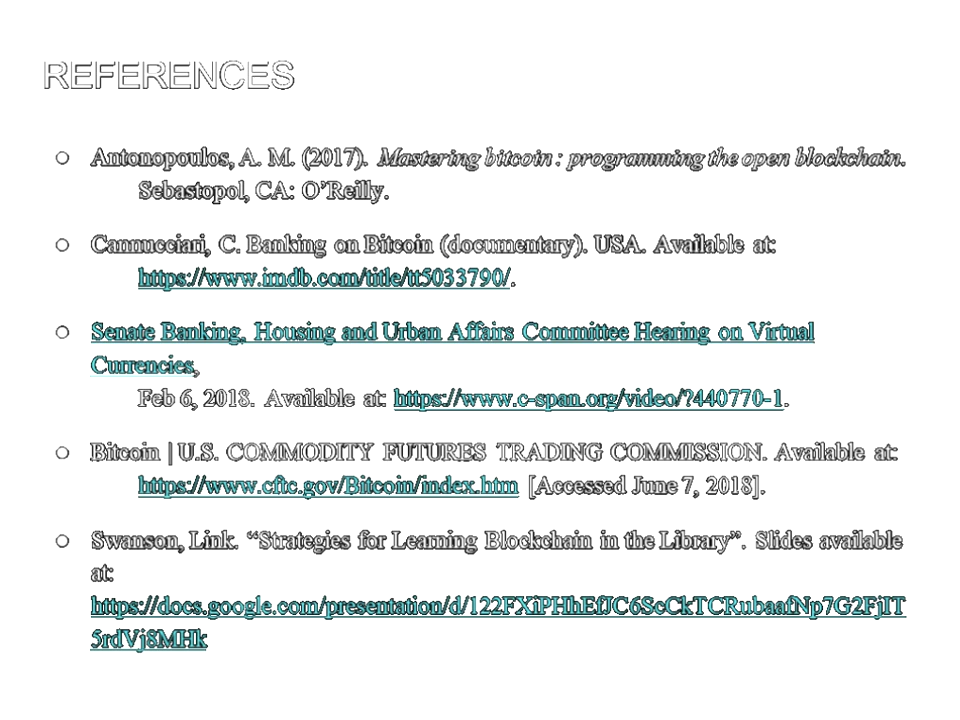 REFERENCES
○ Antonopoulos, A. M. (2017). Mastering bitcoin : programming the open blockchain.
Sebastopol, CA: O’Reilly.
○ Cannucciari, C. Banking on Bitcoin (documentary). USA. Available at:
https://www.imdb.com/title/tt5033790/.
○ Senate Banking, Housing and Urban Affairs Committee Hearing on Virtual
Currencies,
Feb 6, 2018. Available at: https://www.c-span.org/video/?440770-1.
○ Bitcoin | U.S. COMMODITY FUTURES TRADING COMMISSION. Available at:
https://www.cftc.gov/Bitcoin/index.htm [Accessed June 7, 2018].
○ Swanson, Link. “Strategies for Learning Blockchain in the Library”. Slides available
at:
https://docs.google.com/presentation/d/122FXiPHhEfJC6ScCkTCRubaafNp7G2FjIT
5rdVj8MHk